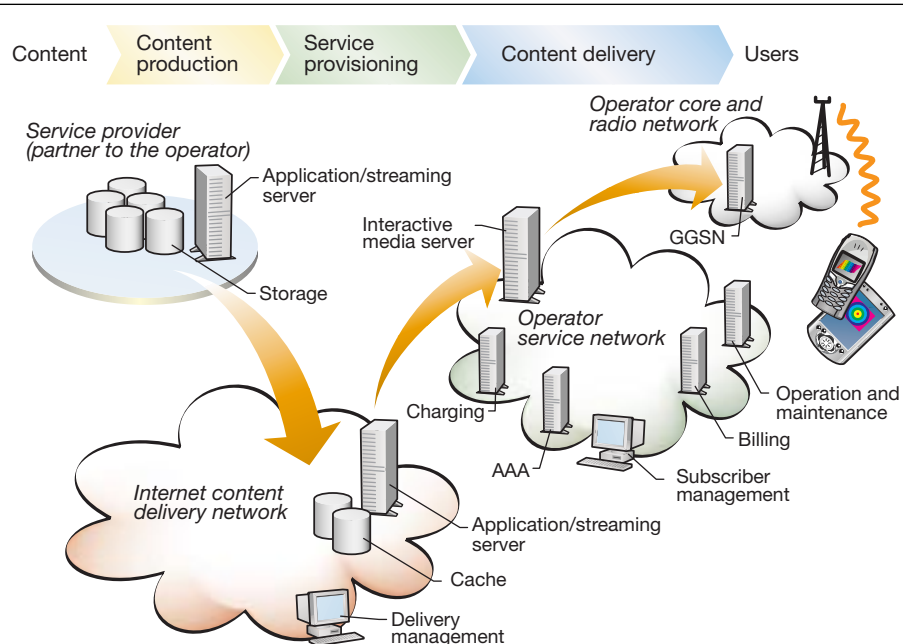 Content
Content
production
Service
provisioning
Content delivery
Users
Service provider
(partner to the operator)
Application/streaming
server
Storage
Operator core and
radio network
GGSN
Interactive
media server
Operator
service network
Charging
AAA
Subscriber
management
Billing
Operation and
maintenance
Internet content
delivery network
Application/streaming
server
Cache
Delivery
management